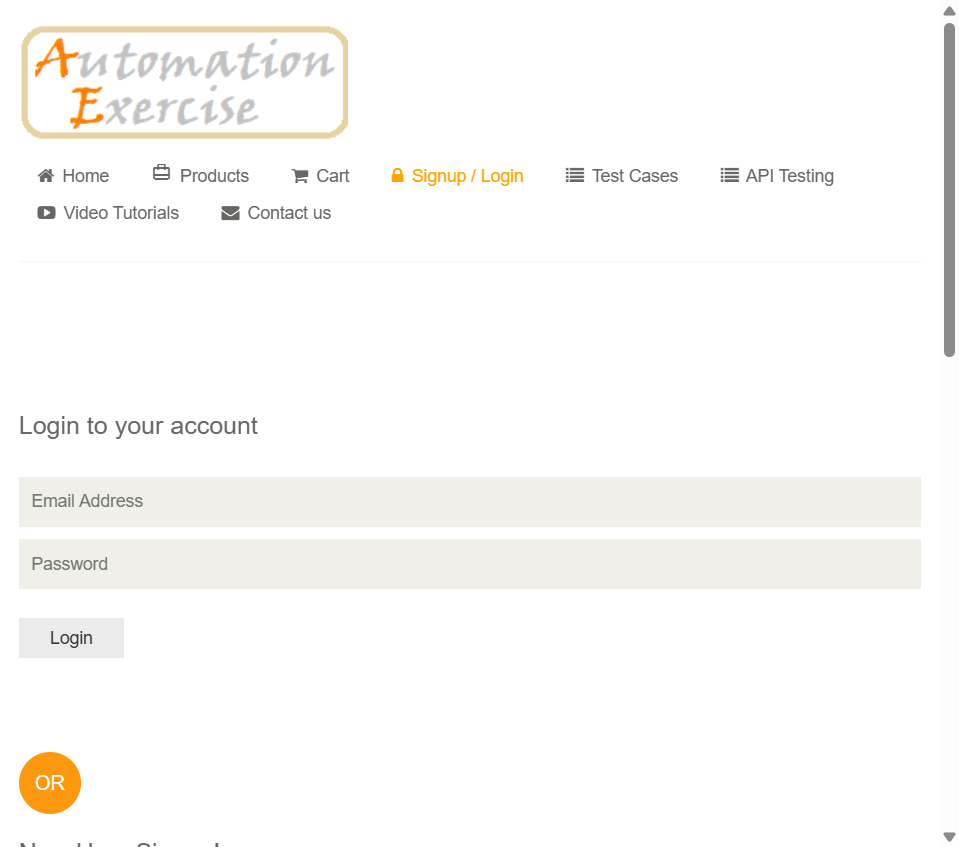 Automation
Exercise
Home Products Cart Signup / Login Test Cases API Testing
Video Tutorials Contact us
Login to your account
Email Address
Password
Login
OR